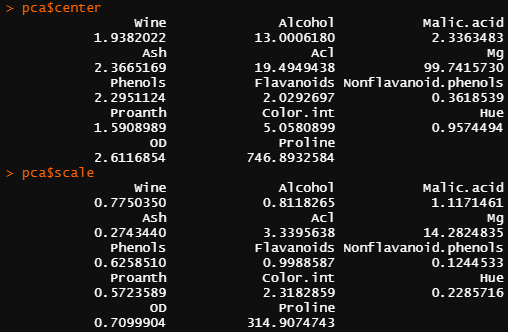 > pca$center
Wine Alcohol Malic.acid
1.9382022 13.0006180 2.3363483
Ash Acl Mg
2.3665169 19.4949438 99.7415730
Phenols Flavanoids Nonflavanoid.phenols
2.2951124 2.0292697 0.3618539
Proanth Color.int Hue
1.5908989 5.0580899 0.9574494
OD Proline
2.6116854 746.8932584
> pca$scale
Wine Alcohol Malic.acid
0.7750350 0.8118265 1.1171461
Ash Acl Mg
0.2743440 3.3395638 14.2824835
Phenols Flavanoids Nonflavanoid.phenols
0.6258510 0.9988587 0.1244533
Proanth Color.int Hue
0.5723589 2.3182859 0.2285716
OD Proline
0.7099904 314.9074743